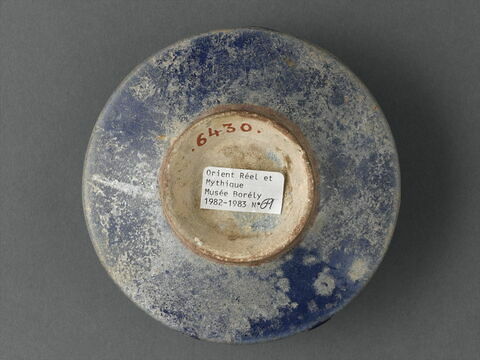 .6430.
Orient Réel et
Mythique
Musée Borély
1982-1983 N°69